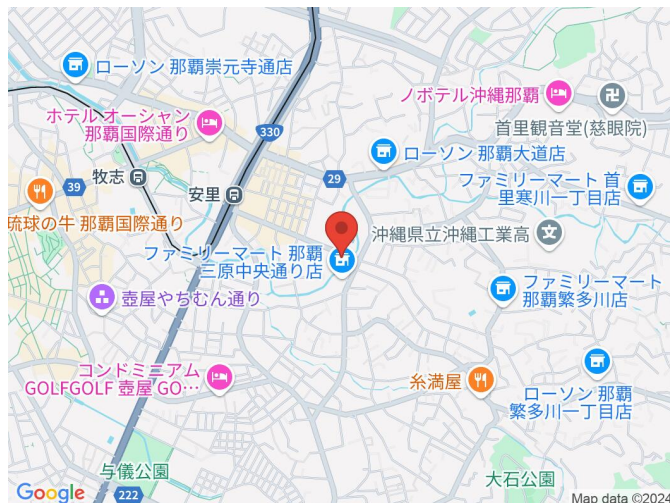 ローソン 那覇崇元寺通店
ホテル オーシャン
那覇国際通り
330
ノボテル沖縄那覇
首里観音堂(慈眼院)
29
ローソン 那覇大道店
ファミリーマート 首
里寒川一丁目店
牧志
39
安里
琉球の牛 那覇国際通り
ファミリーマート 那覇
三原中央通り店
沖縄県立沖縄工業高
文
壺屋やちむん通り
ファミリーマート
那覇繁多川店
コンドミニアム
GOLFGOLF 壺屋 GO…
糸満屋
ローソン 那覇
繁多川一丁目店
与儀公園
大石公園
Google
222
Map data ©2024